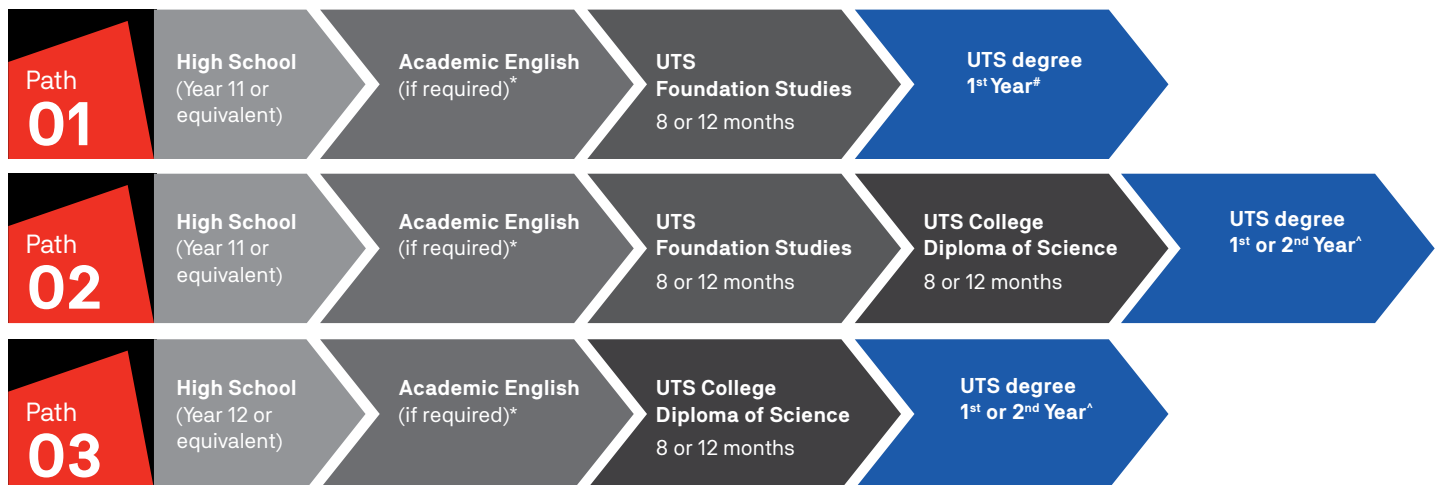 Path
01
High School
(Year 11 or
equivalent)
Academic English
(if required)*
UTS
Foundation Studies
8 or 12 months
UTS degree
1st Year#
Path
02
High School
(Year 11 or
equivalent)
Academic English
(if required)*
UTS
Foundation Studies
8 or 12 months
UTS College
Diploma of Science
8 or 12 months
UTS degree
1st or 2nd Year^
Path
03
High School
(Year 12 or
equivalent)
Academic English
(if required)*
UTS College
Diploma of Science
8 or 12 months
UTS degree
1st or 2nd Year^